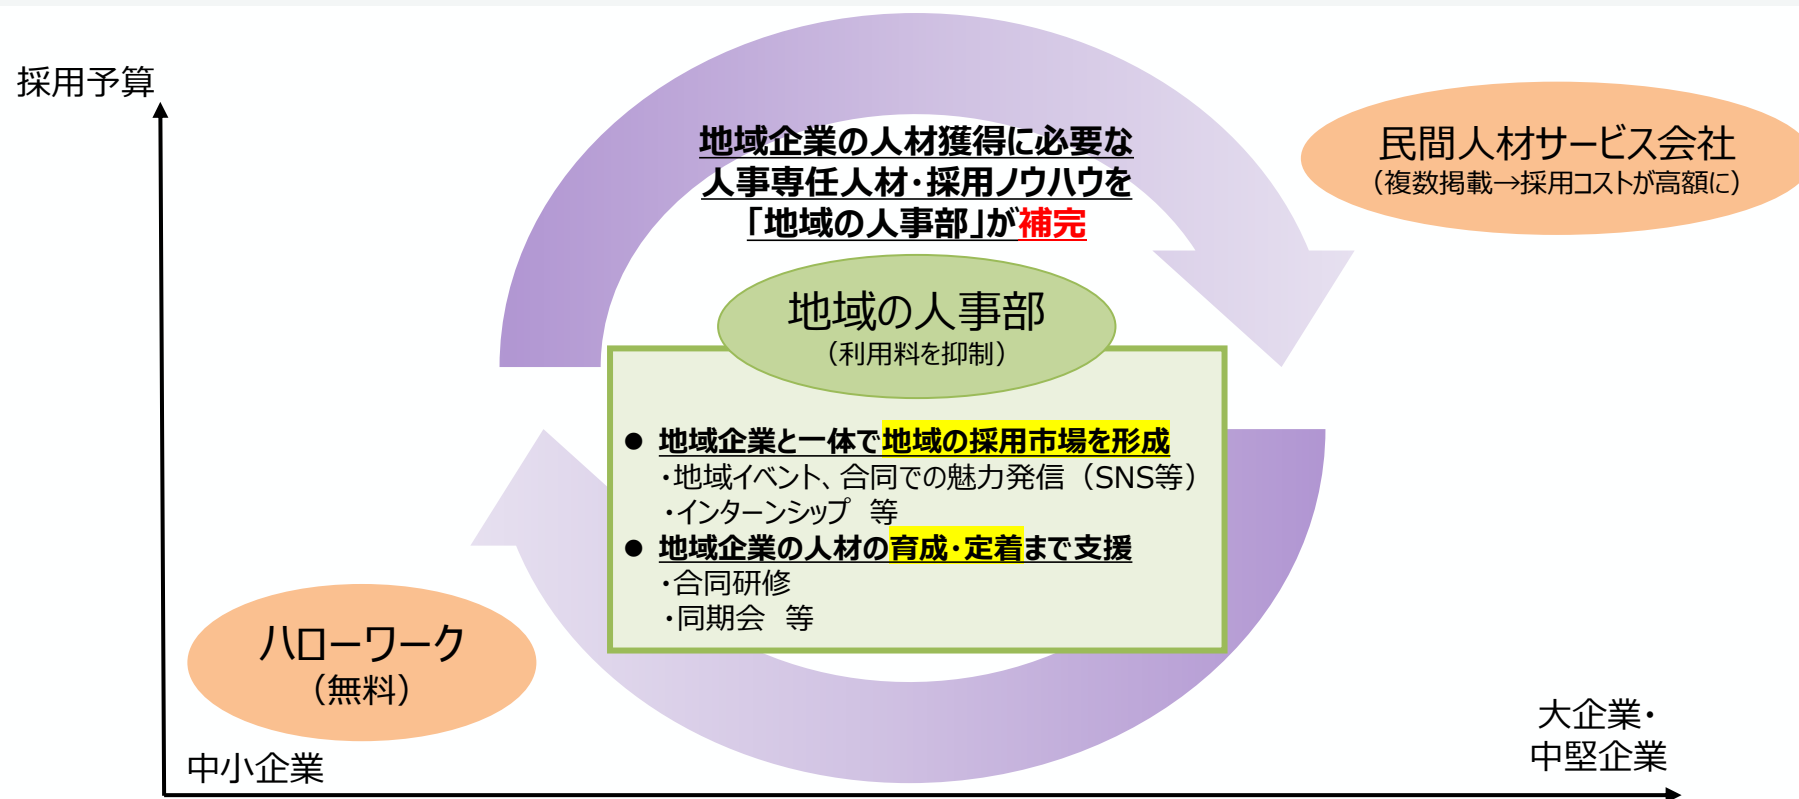 採用予算
地域企業の人材獲得に必要な
人事専任人材・採用ノウハウを
「地域の人事部」が補完
民間人材サービス会社
（複数掲載→採用コストが高額に）
地域の人事部
（利用料を抑制）
● 地域企業と一体で地域の採用市場を形成
・地域イベント、合同での魅力発信（SNS等）
・インターンシップ　等
● 地域企業の人材の育成・定着まで支援
・合同研修
・同期会　等
ハローワーク
（無料）
中小企業
大企業・
中堅企業